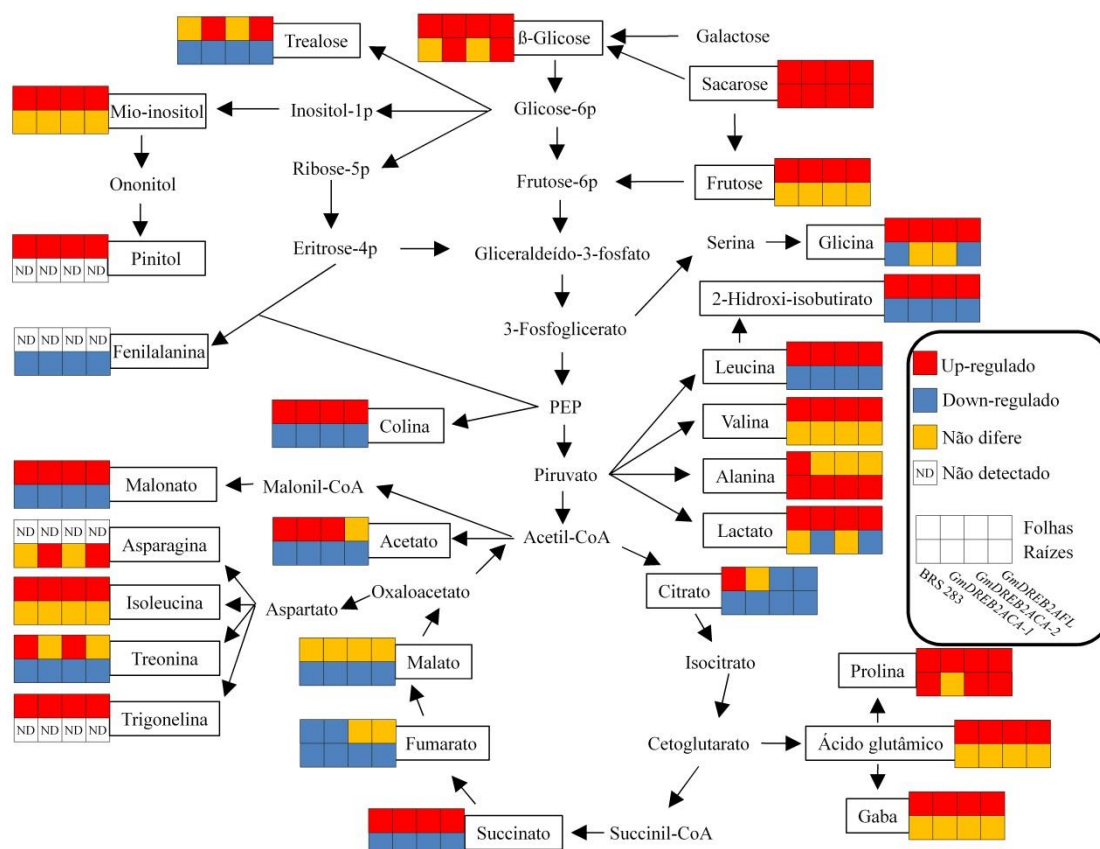 Trealose
ß-Glicose
Galactose
Sacarose
Mio-inositol
Inositol-1p
Glicose-6p
Ribose-5p
Ononitol
Frutose-6p
Frutose
Pinitol
ND ND ND ND
Eritrose-4p
Gliceraldeído-3-fosfato
Serina
Glicina
2-Hidroxi-isobutirato
3-Fosfoglicerato
ND ND ND ND
Fenilalanina
Leucina
PEP
Colina
Valina
Piruvato
Alanina
Malonato
Malonil-CoA
Lactato
Acetato
Acetil-CoA
ND ND ND ND
Asparagina
Citrato
Isoleucina
Aspartato
Oxaloacetato
Treonina
Malato
Isocitrato
Trigonelina
ND ND ND ND
Fumarato
Cetoglutarato
Prolina
Ácido glutâmico
Gaba
Succinato
Succinil-CoA
Up-regulado
Down-regulado
Não difere
ND Não detectado
Folhas
Raízes
BRS 283
GmDREB2ACA-1
GmDREB2ACA-2
GmDREB2AFL